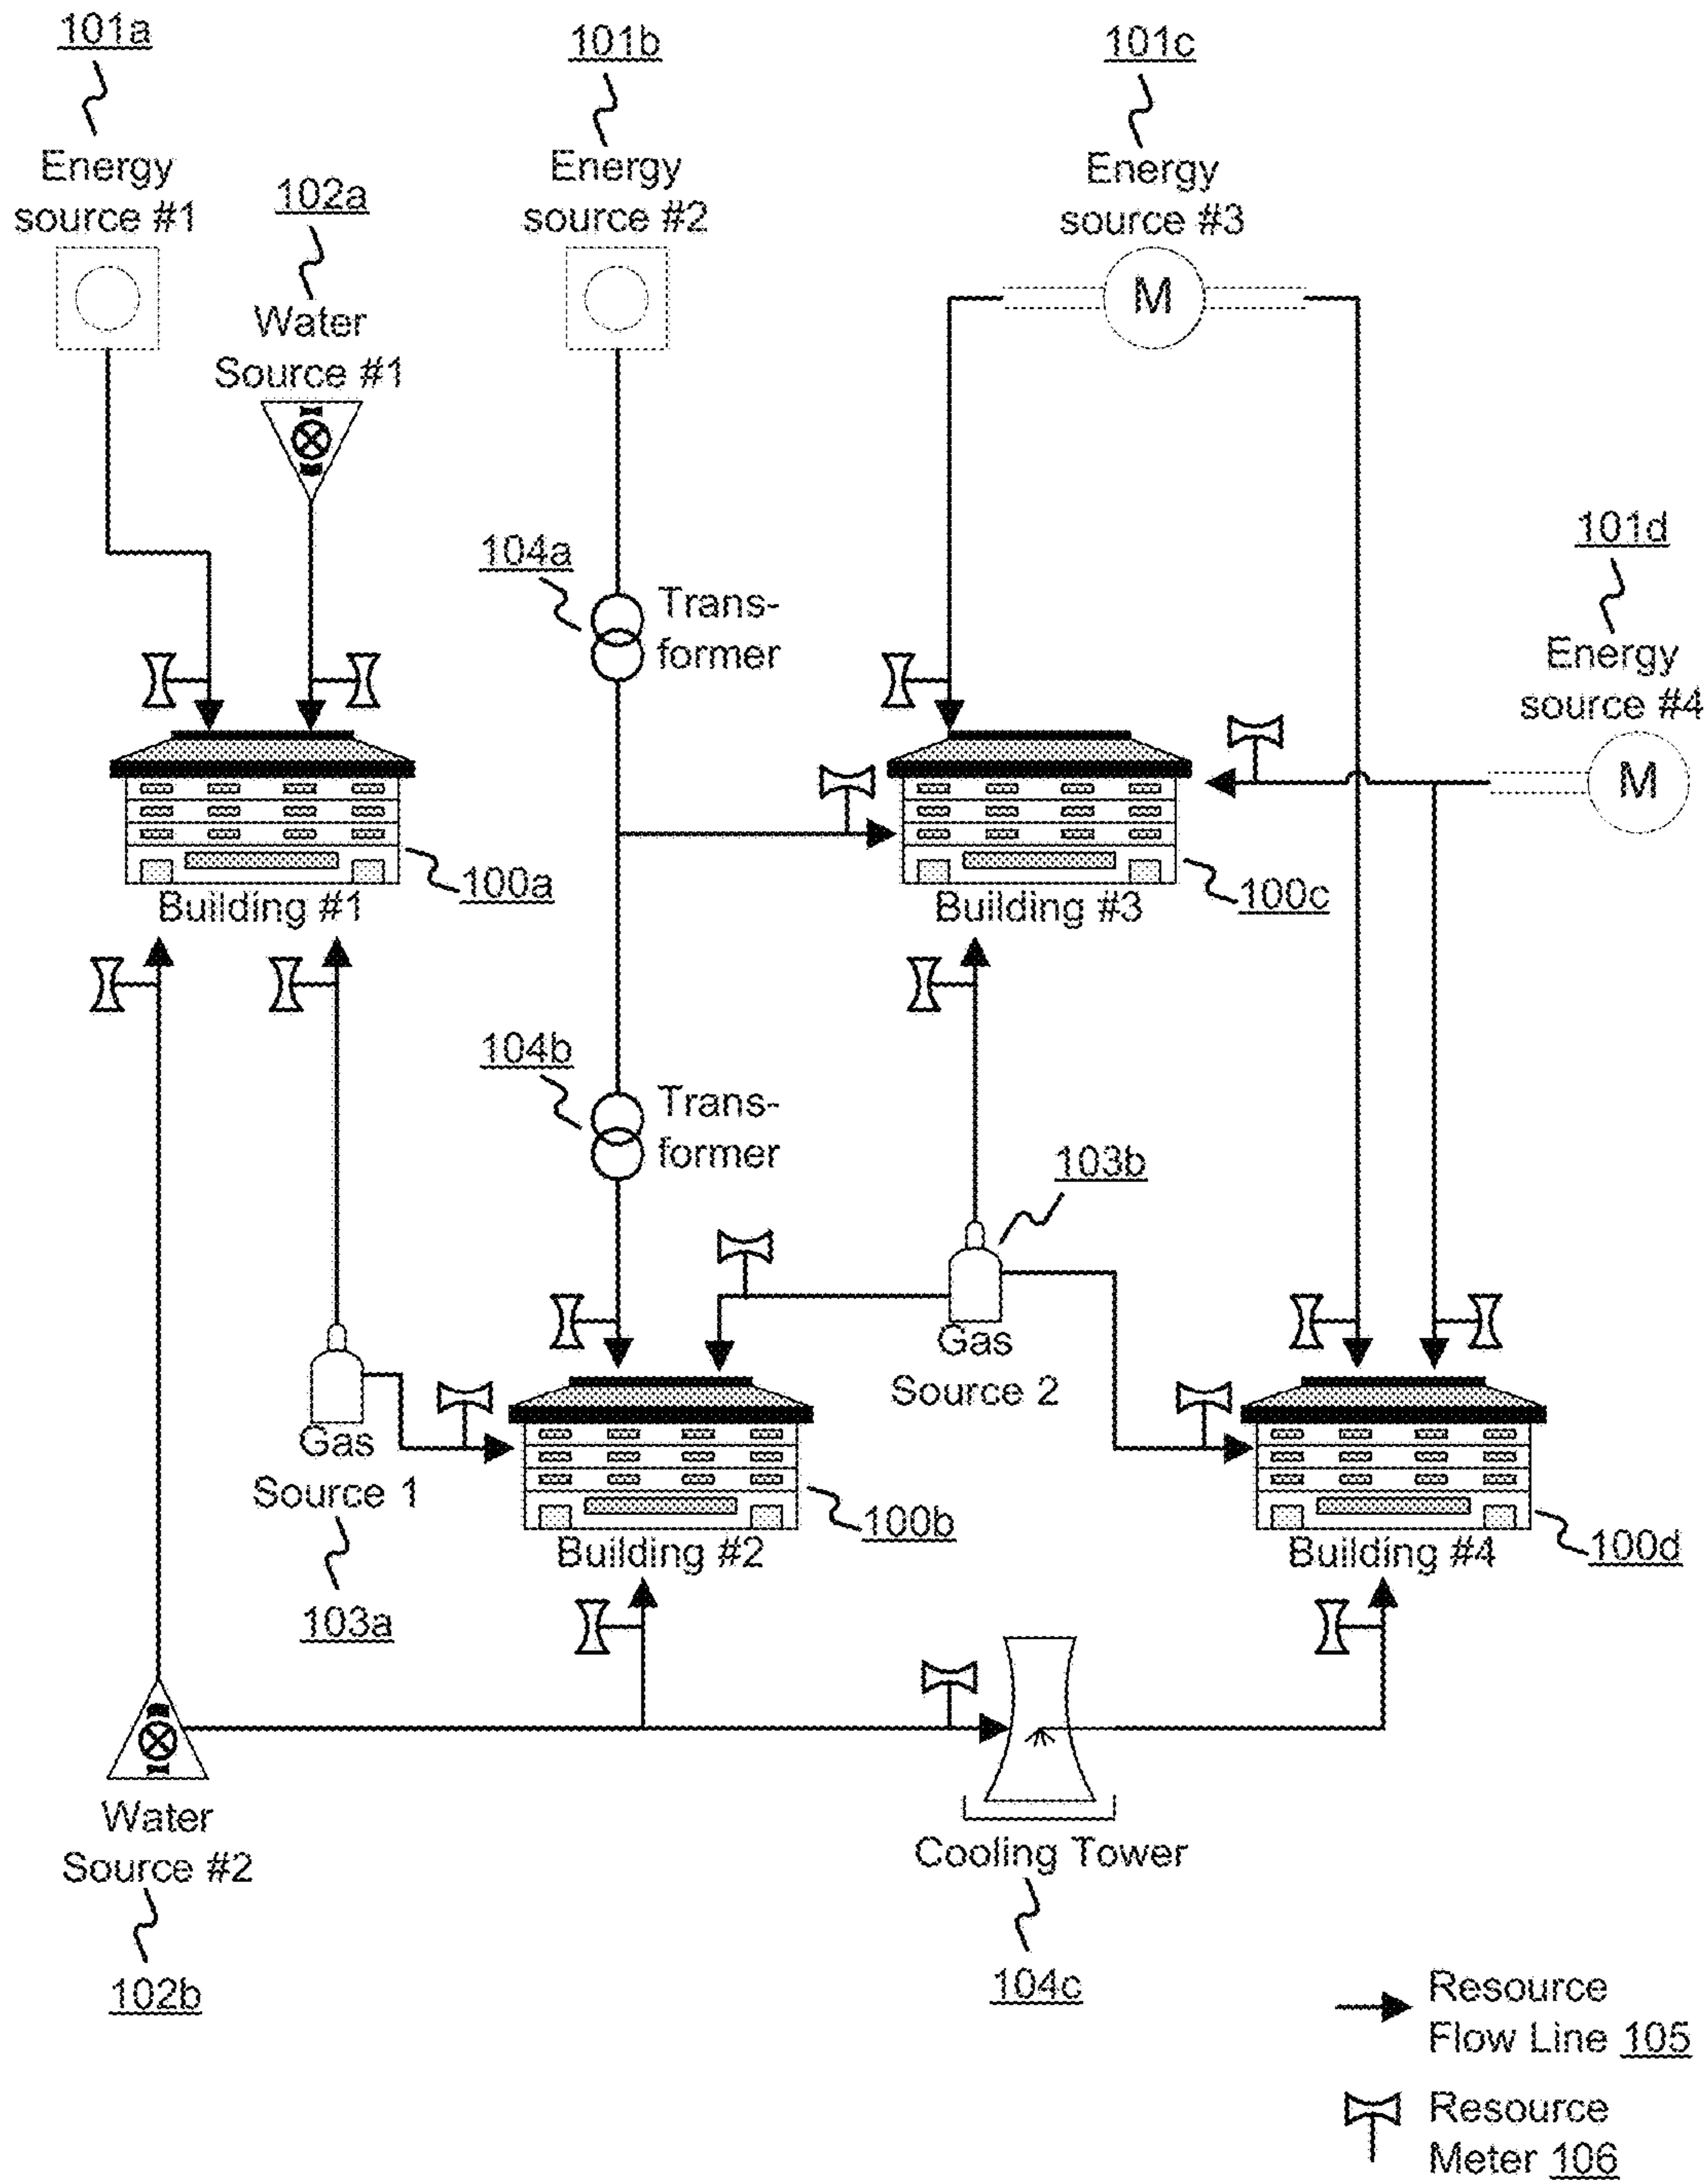 101a
101b
101c
Energy
source #1
102a
Energy
source #2
Energy
source #3
Water
Source #1
M
104a
Trans-
former
101d
Energy
source #4
M
100a
Building #1
100c
Building #3
104b
Trans-
former
103b
Gas
Source 2
Gas
Source 1
103a
100b
Building #2
100d
Building #4
Water
Source #2
102b
Cooling Tower
104c
Resource
Flow Line 105
Resource
Meter 106